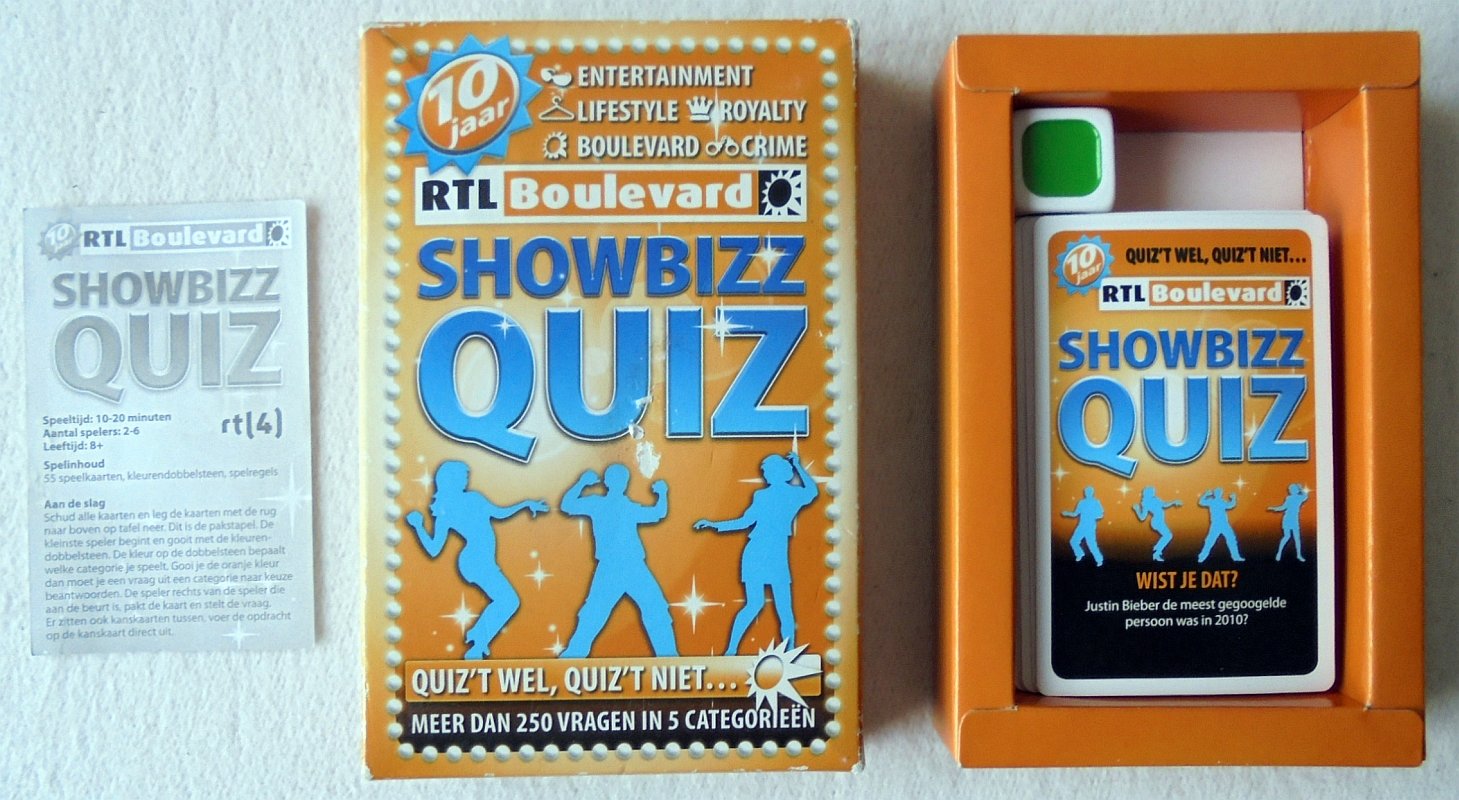 10 jaar
RTL Boulevard
SHOWBIZZ
QUIZ
Speeltijd: 10-20 minuten
Aantal spelers: 2-6
Leeftijd: 8+
rtl(4)
Spelinhoud
55 speelkaarten, kleurendobbelsteen, spelregels
Aan de slag
Schud alle kaarten en leg de kaarten met de rug
naar boven op tafel neer. Dit is de pakstapel. De
kleinste speler begint en gooit met de kleuren-
dobbelsteen. De kleur op de dobbelsteen bepaalt
welke categorie je speelt. Gooi je de oranje kleur
dan moet je een vraag uit een categorie naar keuze
beantwoorden. De speler rechts van de speler die
aan de beurt is, pakt de kaart en stelt de vraag.
Er zitten ook kanskaarten tussen, voer de opdracht
op de kanskaart direct uit.
10
jaar
ENTERTAINMENT
LIFESTYLE ROYALTY
BOULEVARD CRIME
RTL Boulevard
SHOWBIZZ
QUIZ
QUIZ'T WEL, QUIZ'T NIET...
MEER DAN 250 VRAGEN IN 5 CATEGORIEËN
10
jaar
QUIZ'T WEL, QUIZ'T NIET...
RTL Boulevard
SHOWBIZZ
QUIZ
WIST JE DAT?
Justin Bieber de meest gegoogelde
persoon was in 2010?